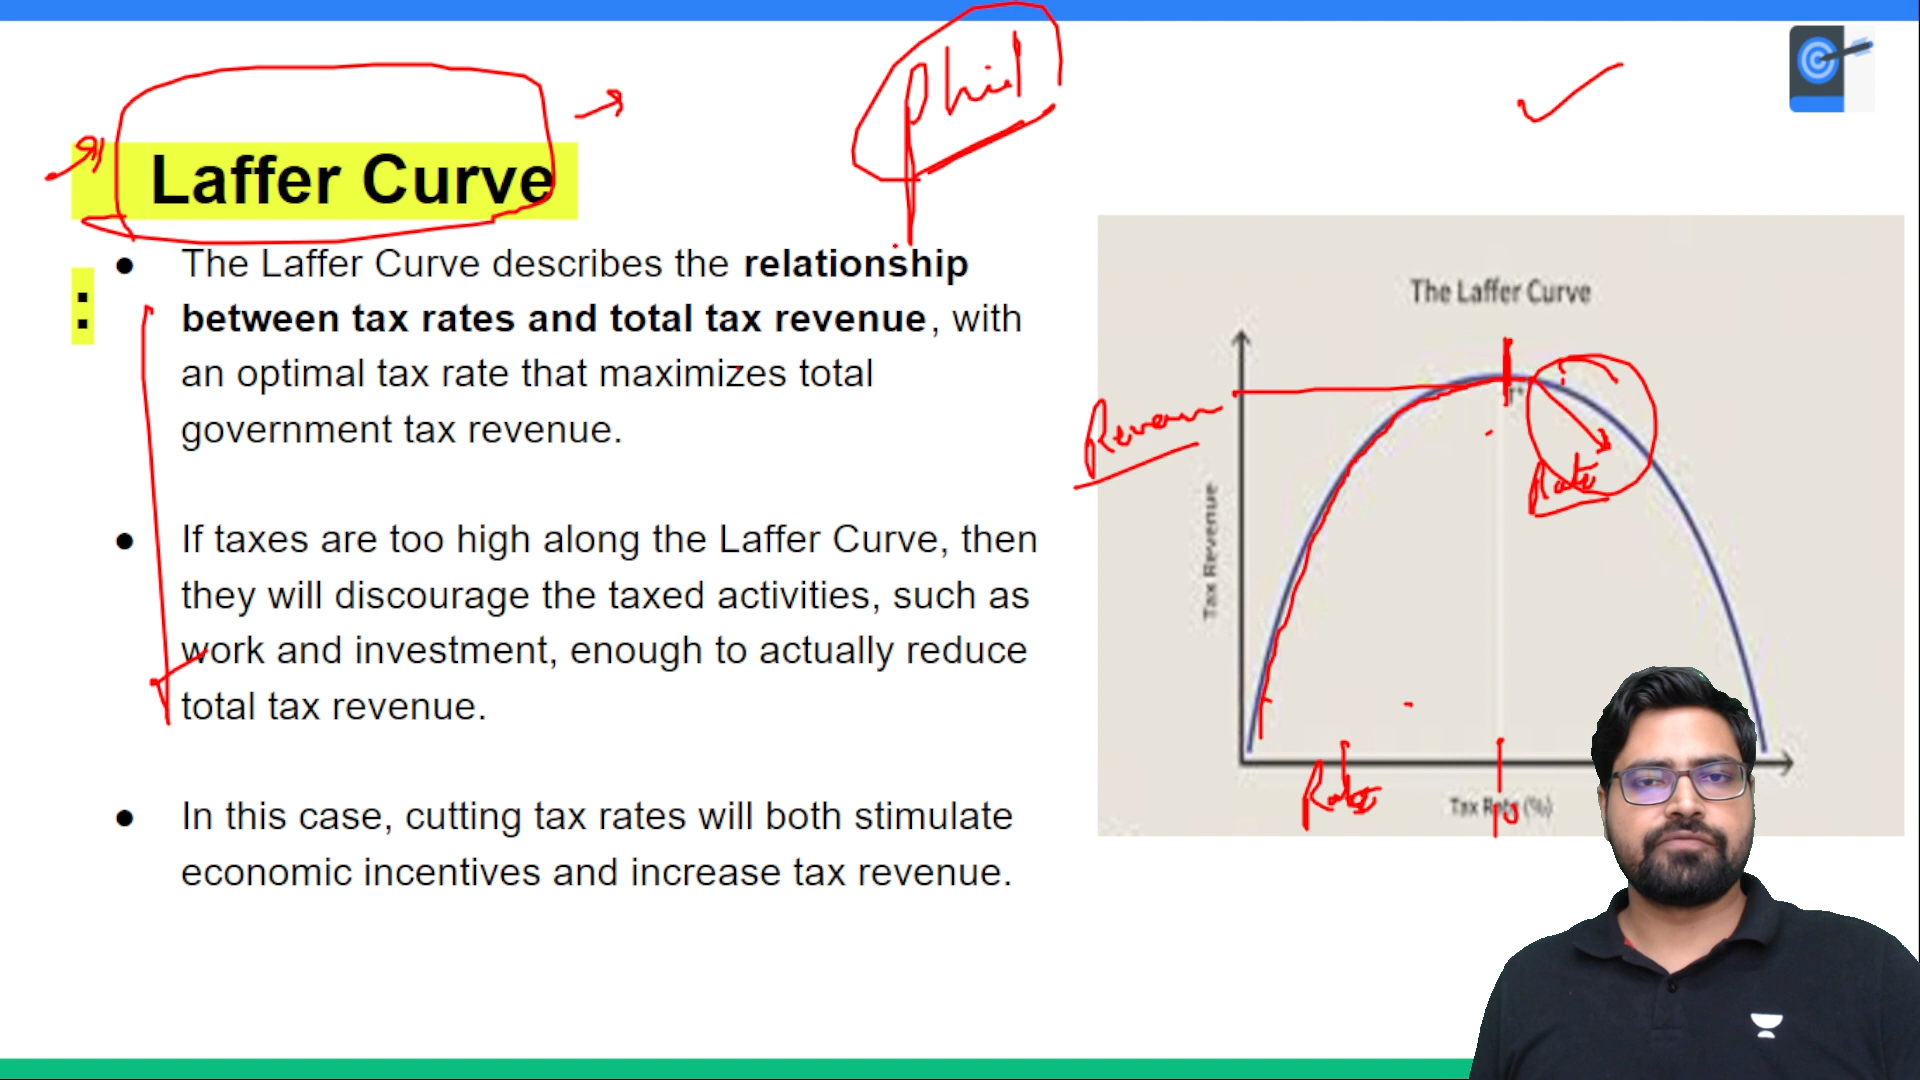 Phil
Laffer Curve
:
● The Laffer Curve describes the relationship
between tax rates and total tax revenue, with
an optimal tax rate that maximizes total
government tax revenue.
● If taxes are too high along the Laffer Curve, then
they will discourage the taxed activities, such as
work and investment, enough to actually reduce
total tax revenue.
● In this case, cutting tax rates will both stimulate
economic incentives and increase tax revenue.
The Laffer Curve
Tax Revenue
Rate
Rate
Tax Rate (%)
10